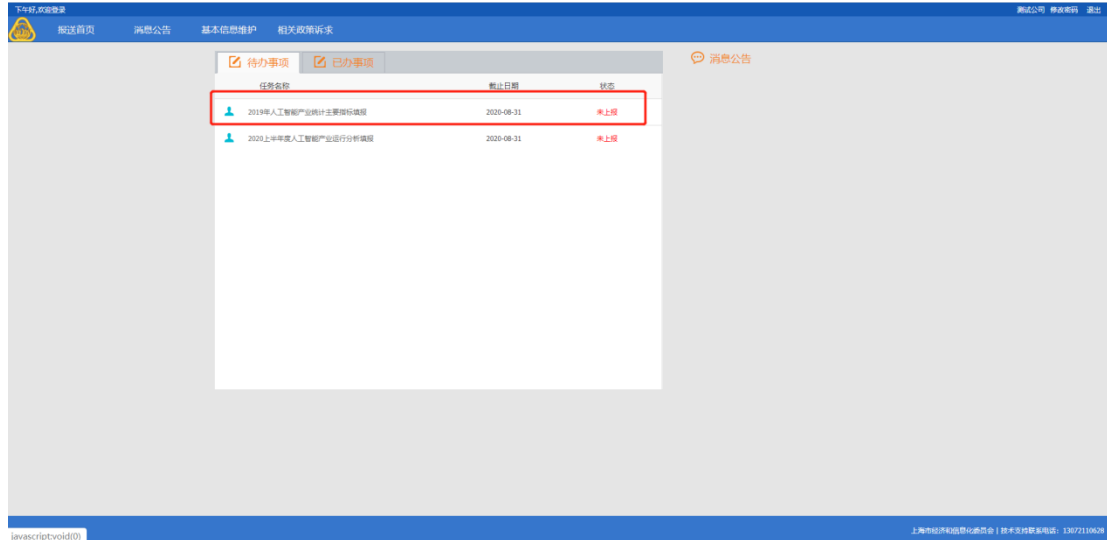 下午好,欢迎登录
测试公司 修改密码 退出
报送首页 消息公告 基本信息维护 相关政策诉求
待办事项 已办事项
消息公告
任务名称 截止日期 状态
2019年人工智能产业统计主要指标填报 2020-08-31 未上报
2020上半年度人工智能产业运行分析填报 2020-08-31 未上报
上海市经济和信息化委员会 | 技术支持联系电话: 13072110628
javascript:void(0)